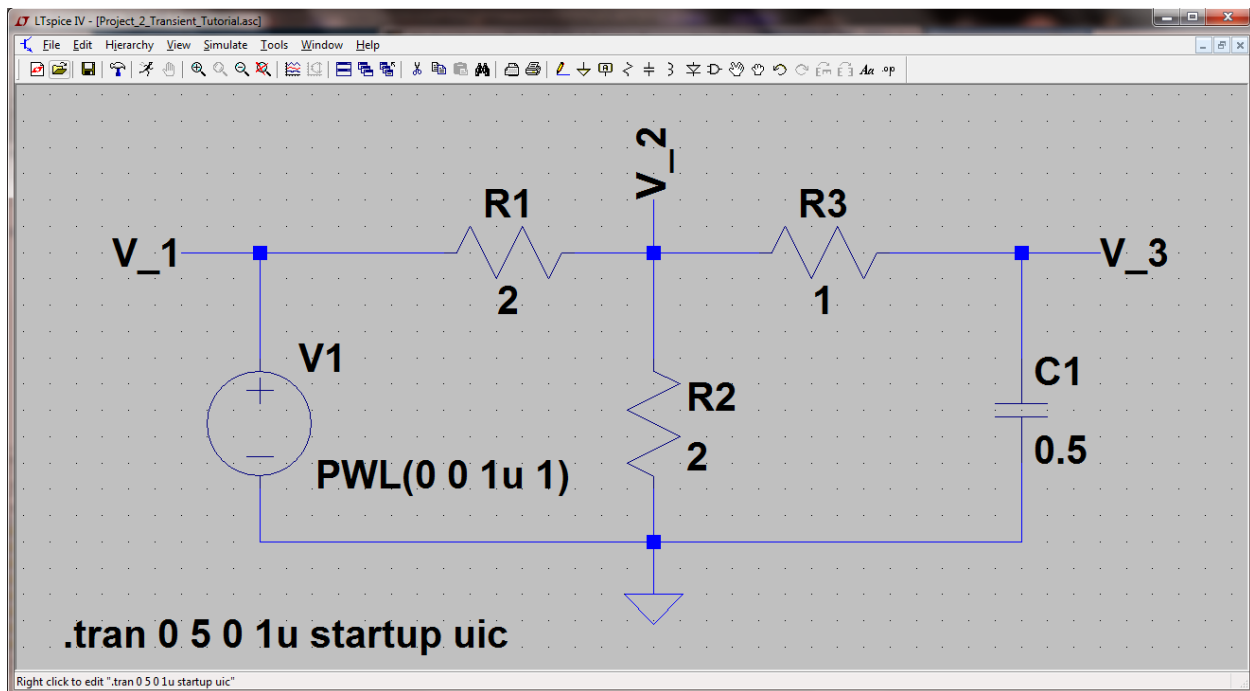 LTspice IV - [Project_2_Transient_Tutorial.asc]
File Edit Hierarchy View Simulate Tools Window Help
Aa .op
V_2
R1
R3
V_1
V_3
2
1
V1
C1
R2
0.5
2
PWL(0 0 1u 1)
.tran 0 5 0 1u startup uic
Right click to edit ".tran 0 5 0 1u startup uic"